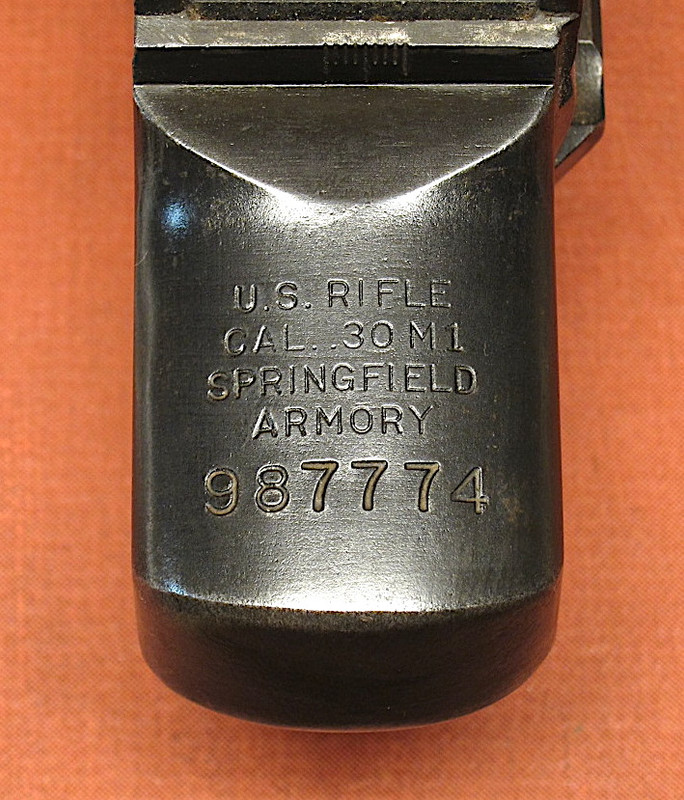 U.S. RIFLE
CAL. .30 M1
SPRINGFIELD
ARMORY
987774